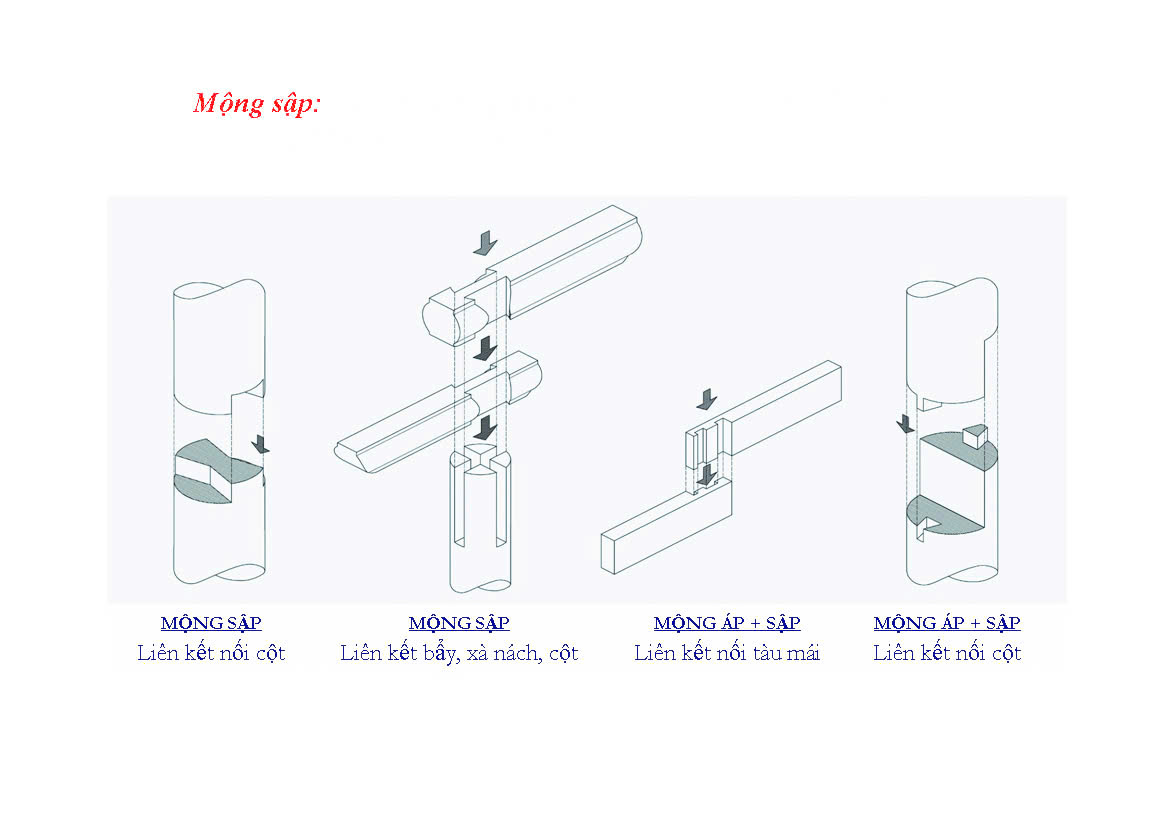 Mộng sập:
MỘNG SẬP
Liên kết nối cột
MỘNG SẬP
Liên kết bẩy, xà nách, cột
MỘNG ÁP + SẬP
Liên kết nối tàu mái
MỘNG ÁP + SẬP
Liên kết nối cột